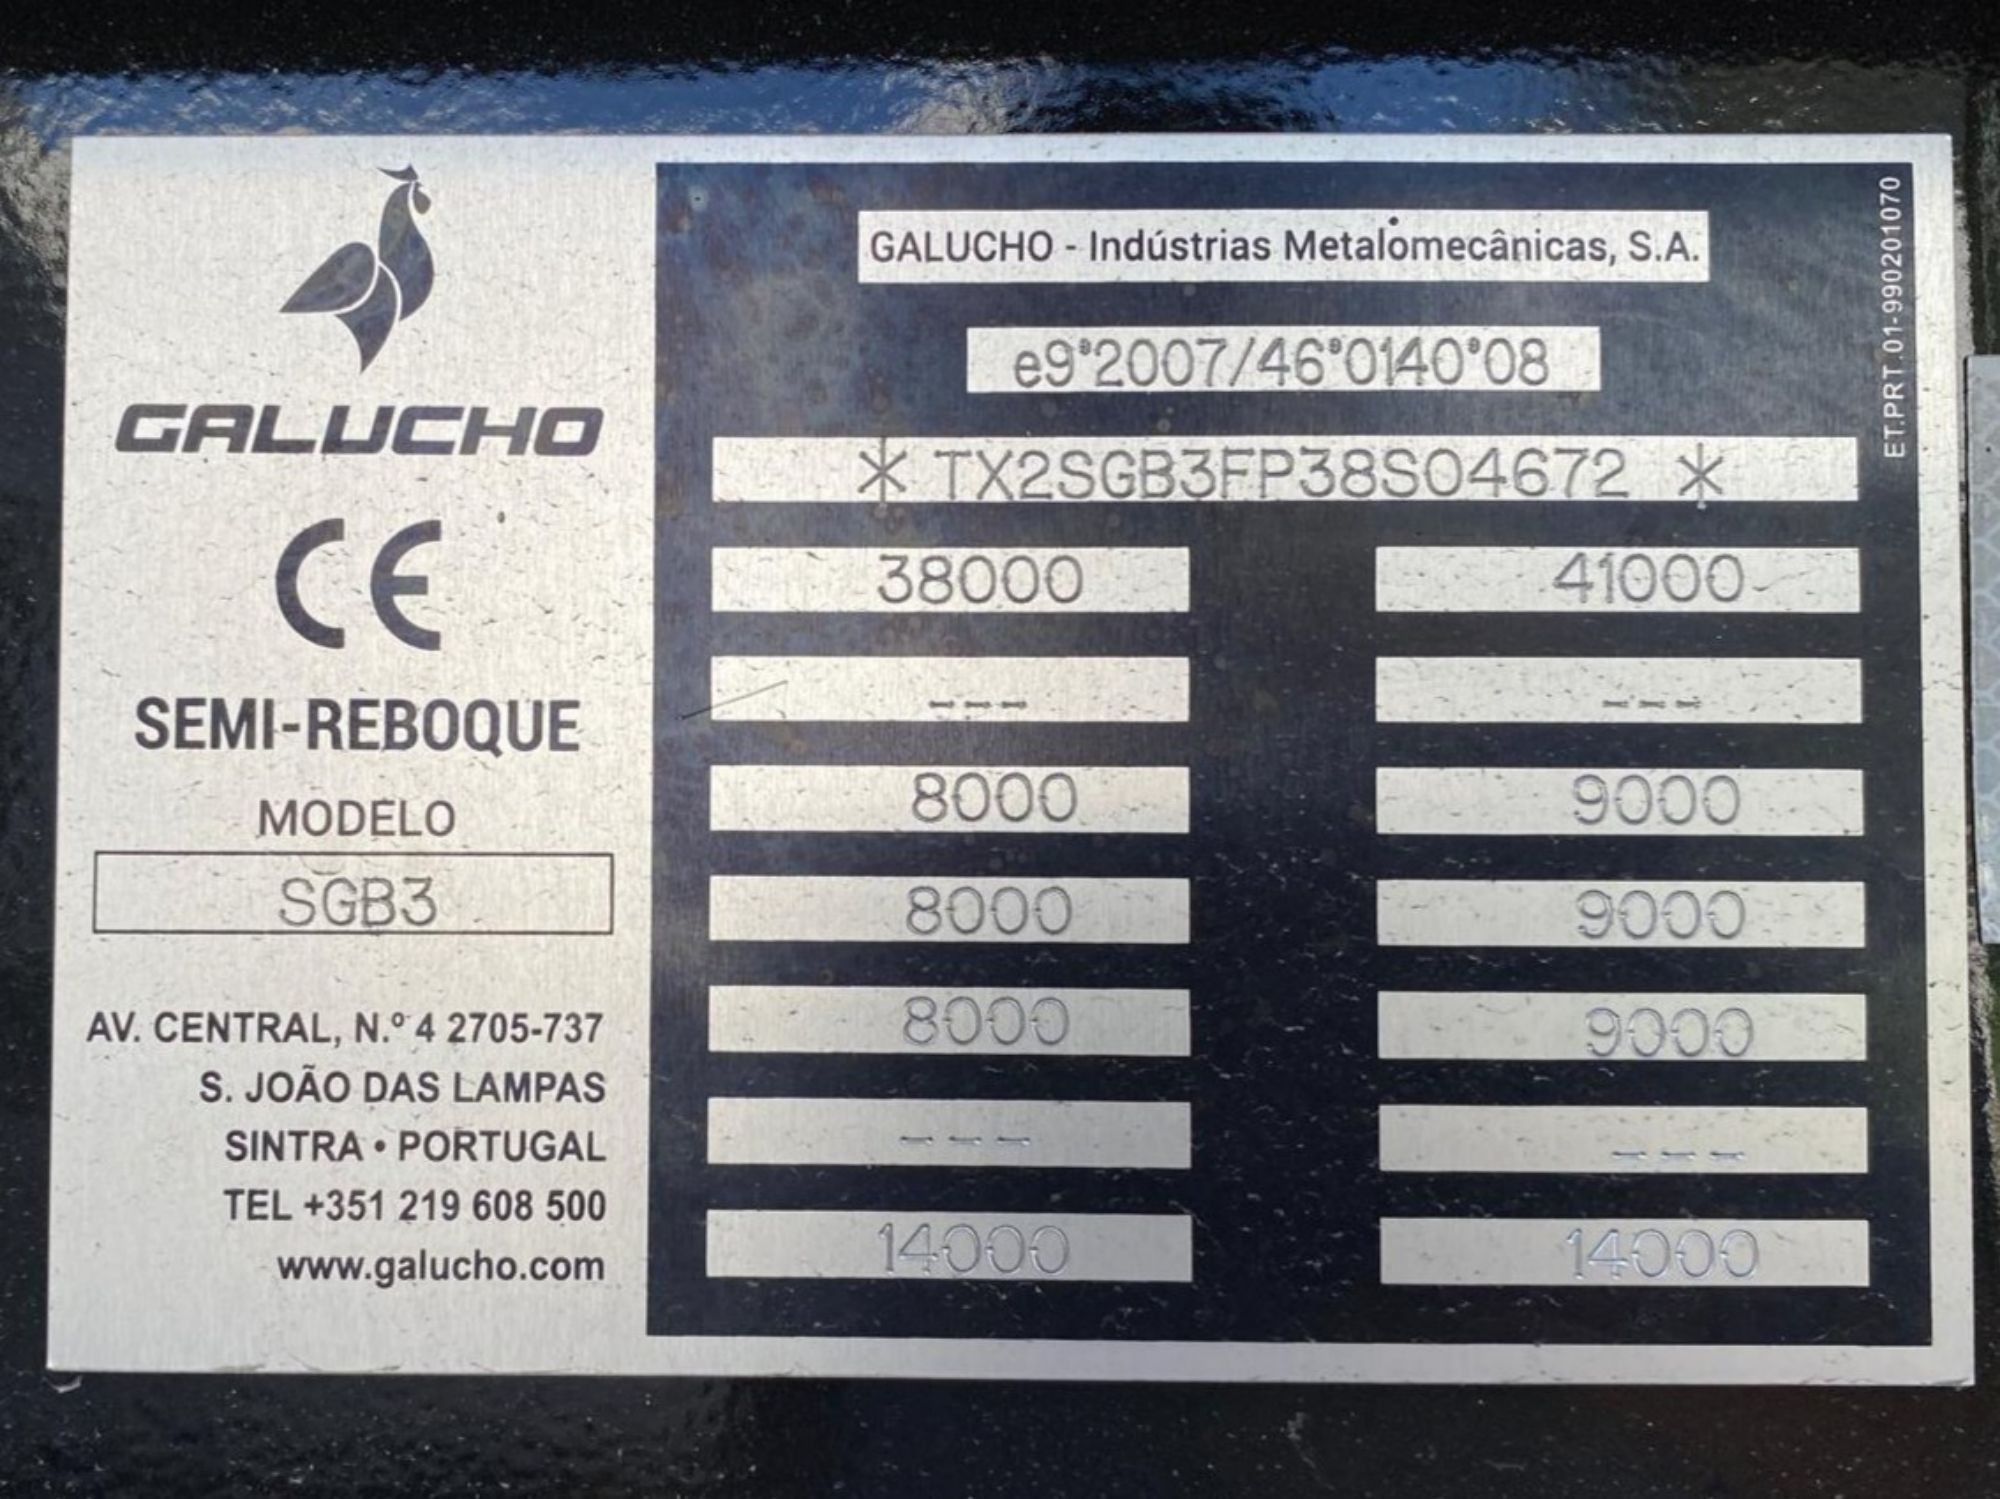 GALUCHO
CE
SEMI-REBOQUE
MODELO
SGB3
AV. CENTRAL, N.º 4 2705-737
S. JOÃO DAS LAMPAS
SINTRA • PORTUGAL
TEL +351 219 608 500
www.galucho.com
GALUCHO - Indústrias Metalomecânicas, S.A.
e9*2007/46*0140*08
* TX2SGB3FP38S04672 *
38000 41000
--- ---
8000 9000
8000 9000
8000 9000
--- ---
14000 14000
ET.PRT.01-990201070